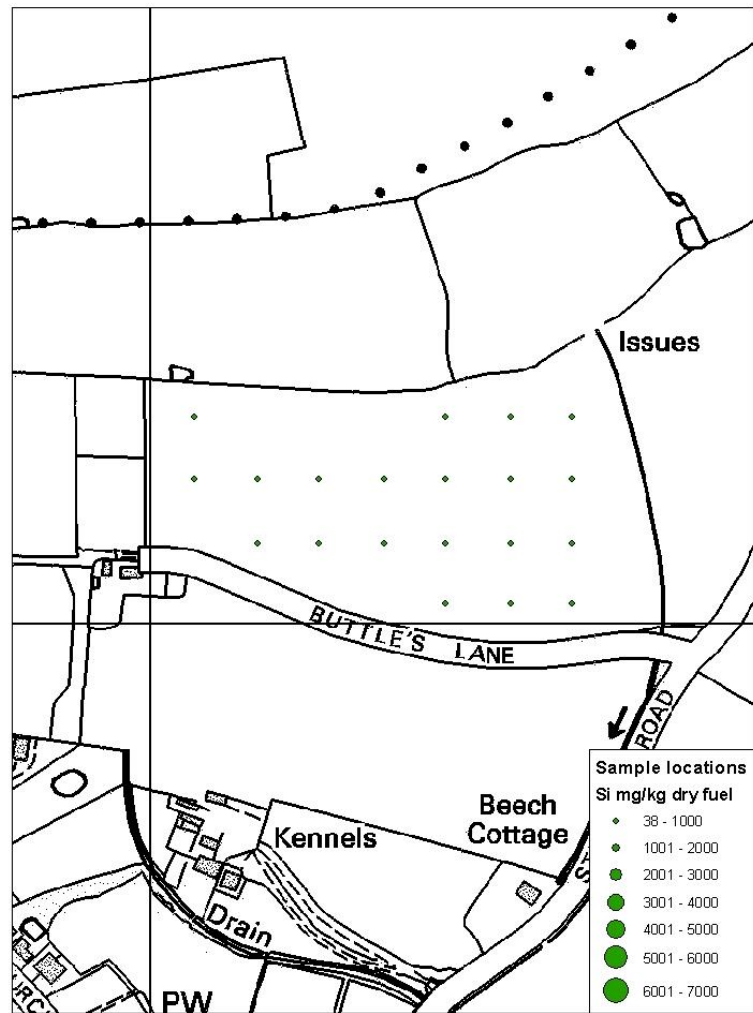 Issues
BUTTLE'S LANE
ROAD
Beech
Cottage
Kennels
Drain
PW
Sample locations
Si mg/kg dry fuel
38 - 1000
1001 - 2000
2001 - 3000
3001 - 4000
4001 - 5000
5001 - 6000
6001 - 7000